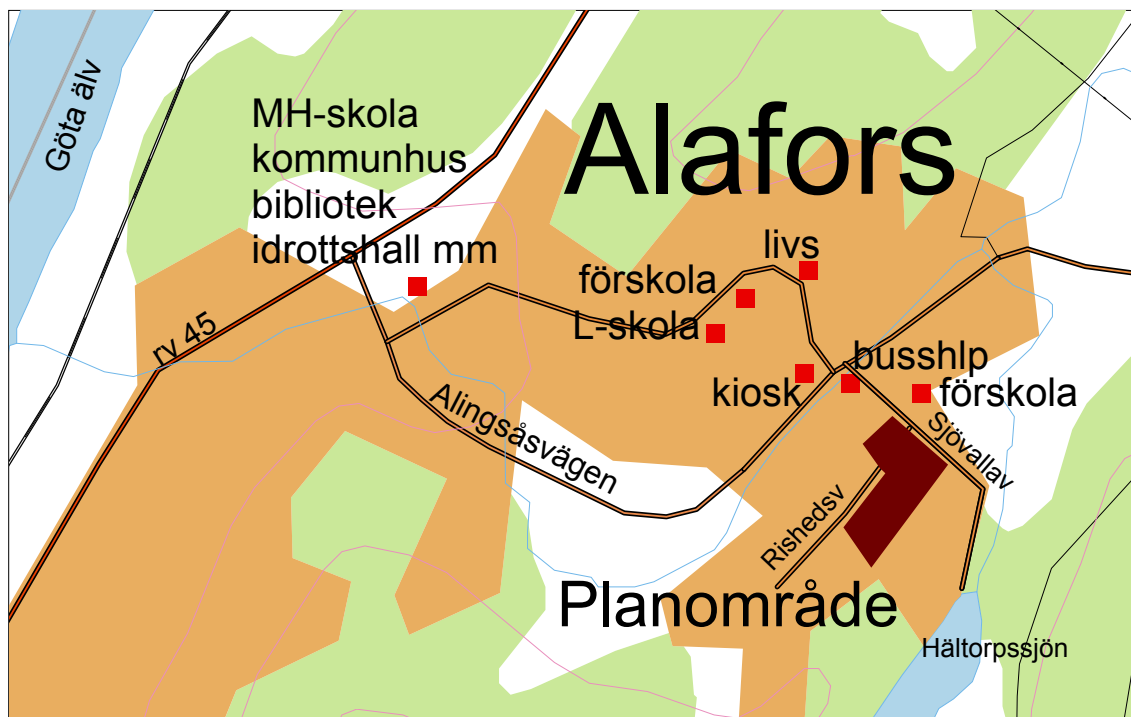 Göta älv
MH-skola
kommunhus
bibliotek
idrottshall mm
Alafors
livs
förskola
L-skola
rv 45
busshlp
kiosk
förskola
Alingsåsvägen
Sjövallav
Rishedsv
Planområde
Hältorpssjön